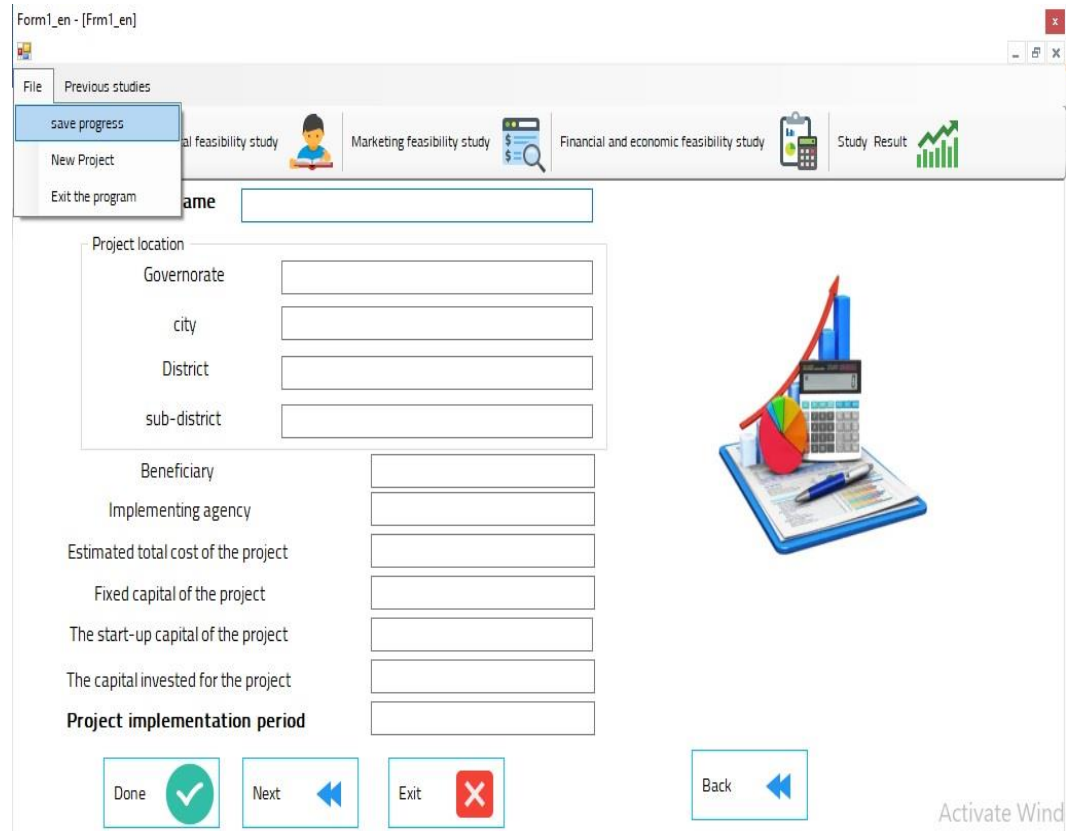 Form1_en - [Frm1_en]
File Previous studies
save progress
New Project
Exit the program
al feasibility study Marketing feasibility study Financial and economic feasibility study Study Result
ame
Project location
Governorate
city
District
sub-district
Beneficiary
Implementing agency
Estimated total cost of the project
Fixed capital of the project
The start-up capital of the project
The capital invested for the project
Project implementation period
Done Next Exit Back
Activate Wind